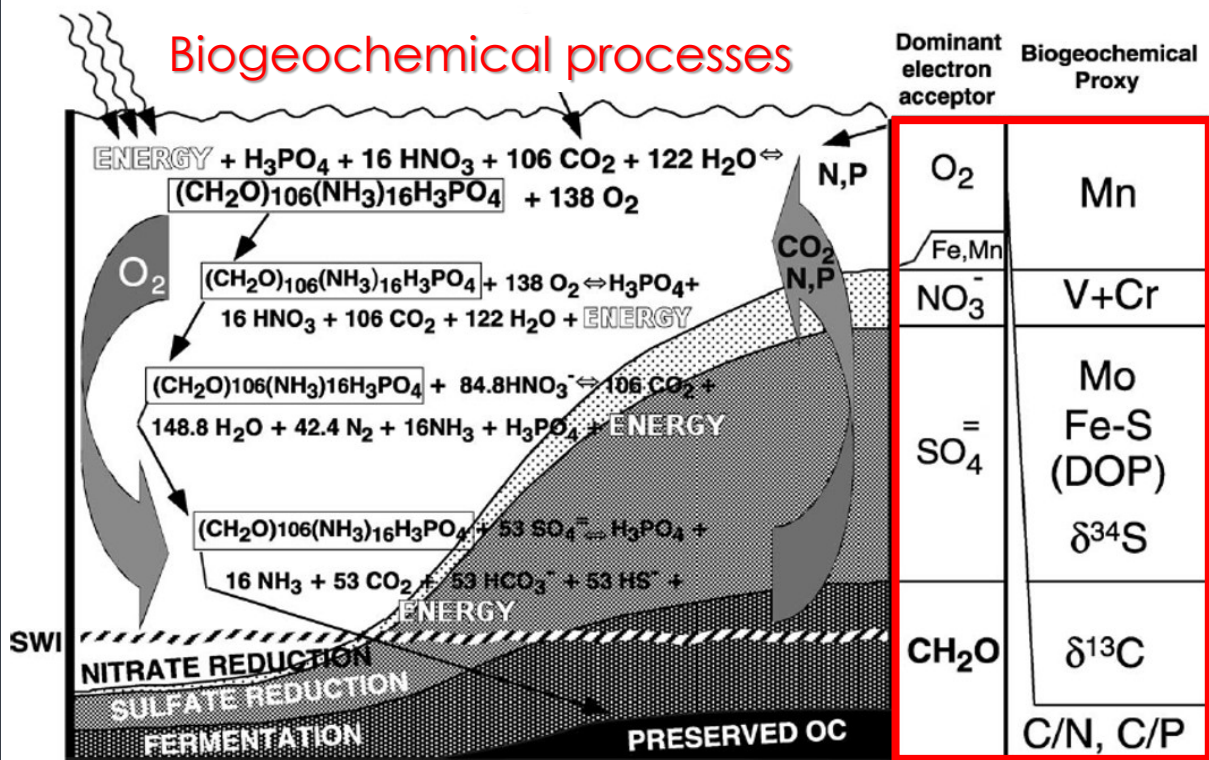 Biogeochemical processes
Dominant
electron
acceptor
Biogeochemical
Proxy
ENERGY + H₃PO₄ + 16 HNO₃ + 106 CO₂ + 122 H₂O⇔
(CH₂O)106(NH₃)16H₃PO₄ + 138 O₂
N,P
O₂
(CH₂O)₁₀₆(NH₃)₁₆H₃PO₄ + 138 O₂⇔H₃PO₄+
16 HNO₃ + 106 CO₂ + 122 H₂O + ENERGY
CO₂
N,P
(CH₂O)106(NH₃)16H₃PO₄ + 84.8HNO₃⁻⇔106 CO₂ +
148.8 H₂O + 42.4 N₂ + 16NH₃ + H₃PO₄ + ENERGY
(CH₂O)106(NH₃)₁₆H₃PO₄ + 53 SO₄⁼⇔H₃PO₄ +
16 NH₃ + 53 CO₂ + 53 HCO₃⁻ + 53 HS⁻ +
ENERGY
SWI
NITRATE REDUCTION
SULFATE REDUCTION
FERMENTATION
PRESERVED OC
O₂
Mn
Fe,Mn
NO₃⁻
V+Cr
SO₄⁼
Mo
Fe-S
(DOP)
δ³⁴S
CH₂O
δ¹³C
C/N, C/P